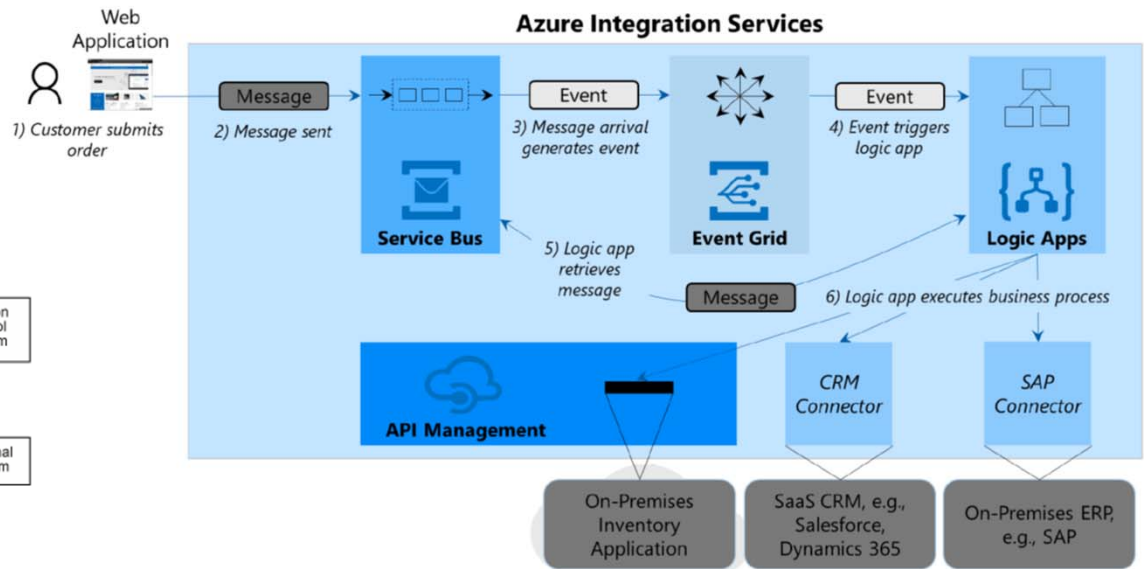 Web
Application
Azure Integration Services
Message
Event
Event
1) Customer submits
order
2) Message sent
3) Message arrival
generates event
4) Event triggers
logic app
Service Bus
Event Grid
Logic Apps
5) Logic app
retrieves
message
Message
6) Logic app executes business process
API Management
CRM
Connector
SAP
Connector
On-Premises
Inventory
Application
SaaS CRM, e.g.,
Salesforce,
Dynamics 365
On-Premises ERP,
e.g., SAP